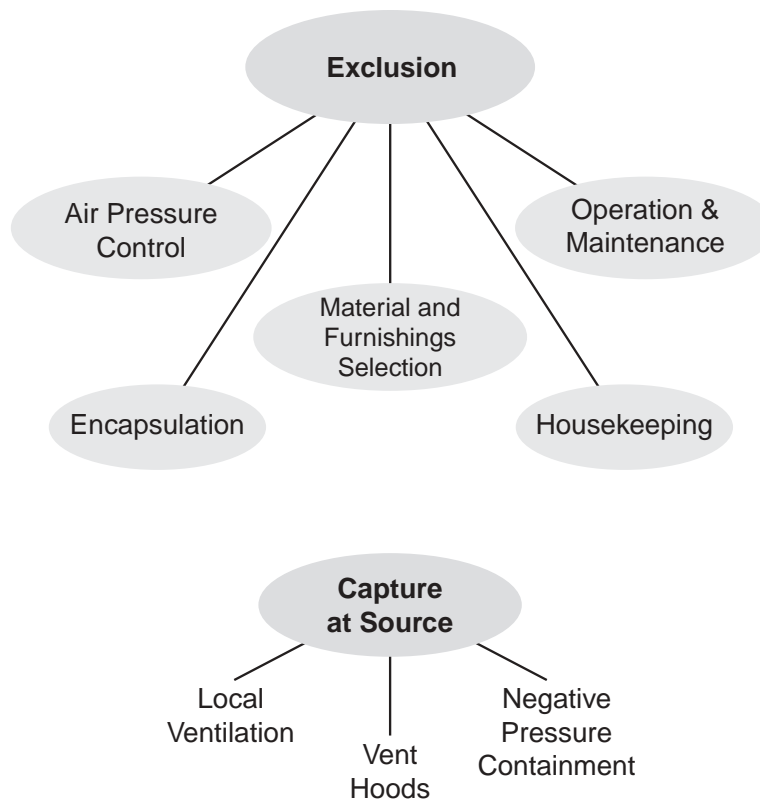 Exclusion
Air Pressure
Control
Operation &
Maintenance
Material and
Furnishings
Selection
Encapsulation
Housekeeping
Capture
at Source
Local
Ventilation
Vent
Hoods
Negative
Pressure
Containment